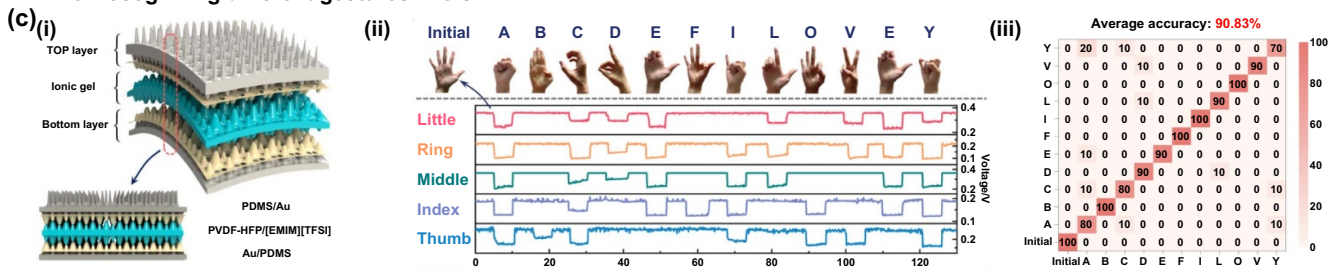 (c)
(i)
TOP layer
Ionic gel
Bottom layer
PDMS/Au
PVDF-HFP/[EMIM][TFSI]
Au/PDMS
(ii)
Initial A B C D E F I L O V E Y
Little
Ring
Middle
Index
Thumb
0.4
0.2
0.2
0.1
0.4
0.2
0.1
0.2
Voltage/V
0 20 40 60 80 100 120
(iii)
Average accuracy: 90.83%
Y 0 20 0 10 0 0 0 0 0 0 0 70
V 0 0 0 0 10 0 0 0 0 0 90 0
O 0 0 0 0 0 0 0 0 0 100 0 0
L 0 0 0 0 10 0 0 0 90 0 0 0
I 0 0 0 0 0 0 0 100 0 0 0 0
F 0 0 0 0 0 0 100 0 0 0 0 0
E 0 10 0 0 0 90 0 0 0 0 0 0
D 0 0 0 0 90 0 0 0 10 0 0 0
C 0 10 0 80 0 0 0 0 0 0 0 10
B 0 0 100 0 0 0 0 0 0 0 0 0
A 0 80 0 10 0 0 0 0 0 0 0 10
Initial 100 0 0 0 0 0 0 0 0 0 0 0
Initial A B C D E F I L O V Y
100
80
60
40
20
0